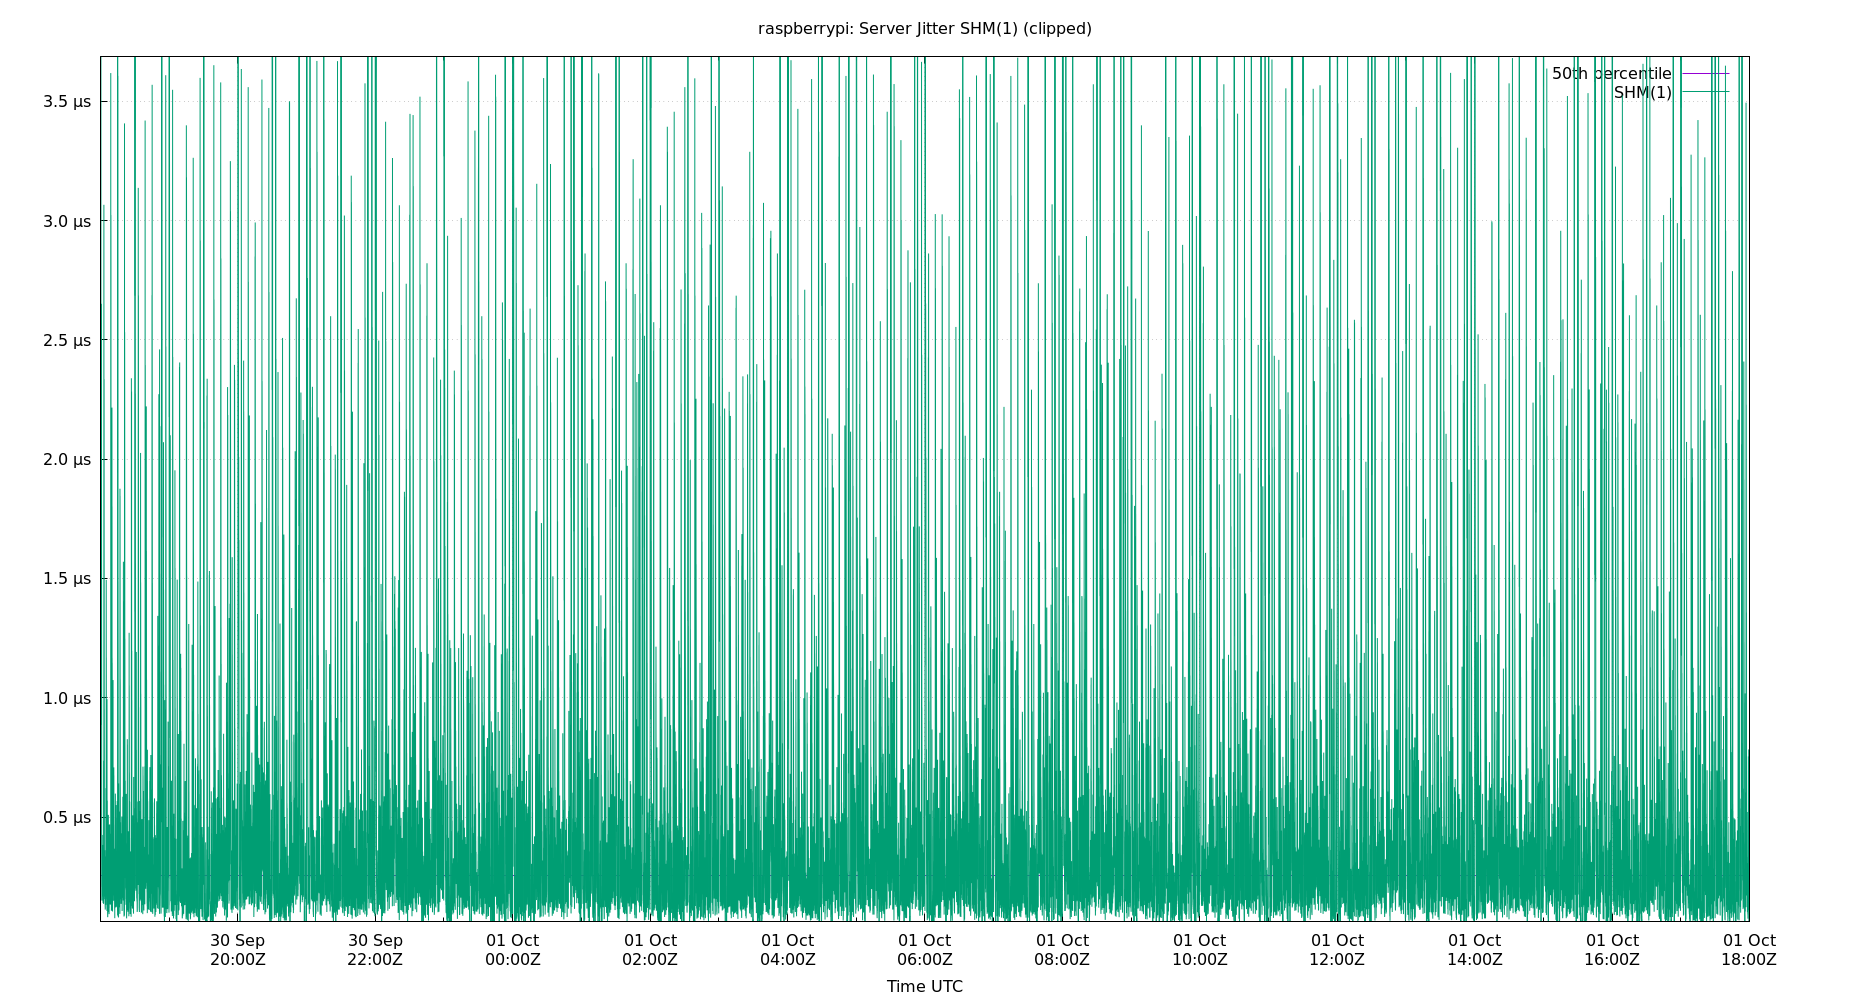 raspberrypi: Server Jitter SHM(1) (clipped)
50th percentile
SHM(1)
3.5 µs
3.0 µs
2.5 µs
2.0 µs
1.5 µs
1.0 µs
0.5 µs
30 Sep 30 Sep 01 Oct 01 Oct 01 Oct 01 Oct 01 Oct 01 Oct 01 Oct 01 Oct 01 Oct 01 Oct
20:00Z 22:00Z 00:00Z 02:00Z 04:00Z 06:00Z 08:00Z 10:00Z 12:00Z 14:00Z 16:00Z 18:00Z
Time UTC